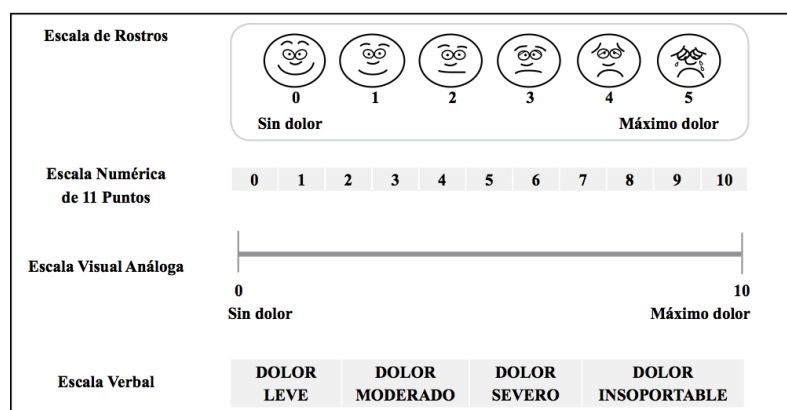 Escala de Rostros
0 1 2 3 4 5
Sin dolor Máximo dolor
Escala Numérica
de 11 Puntos
0 1 2 3 4 5 6 7 8 9 10
Escala Visual Análoga
0 10
Sin dolor Máximo dolor
Escala Verbal
DOLOR LEVE
DOLOR MODERADO
DOLOR SEVERO
DOLOR INSOPORTABLE